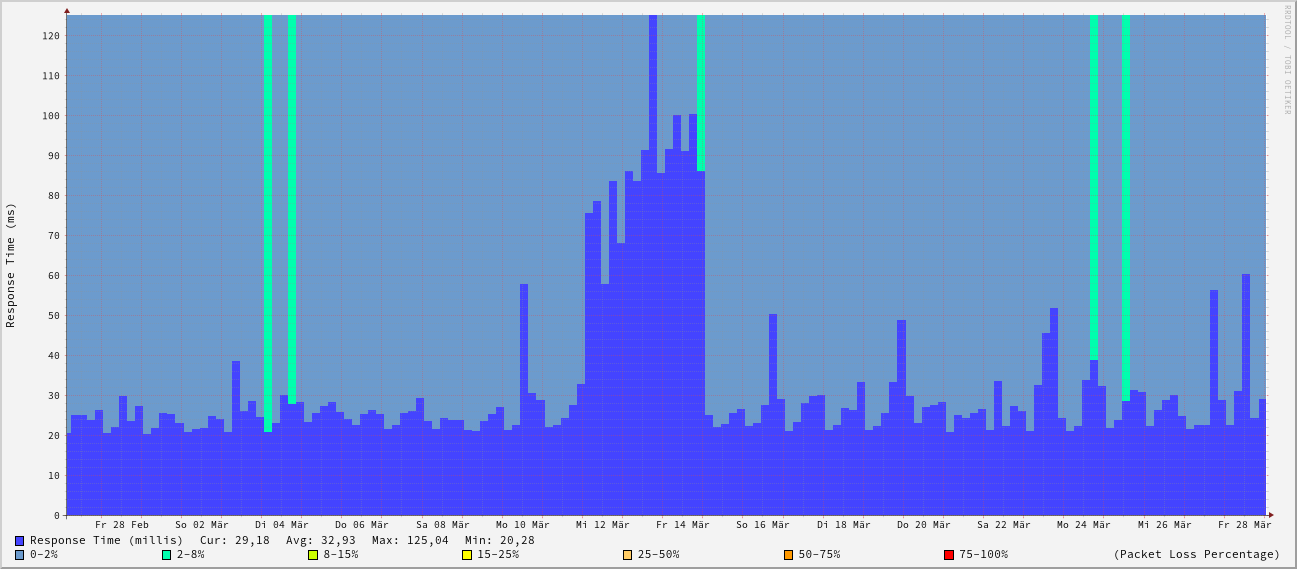 RRDTOOL / TOBI OETIKER
Response Time (ms)
120
110
100
90
80
70
60
50
40
30
20
10
0
Fr 28 Feb So 02 Mär Di 04 Mär Do 06 Mär Sa 08 Mär Mo 10 Mär Mi 12 Mär Fr 14 Mär So 16 Mär Di 18 Mär Do 20 Mär Sa 22 Mär Mo 24 Mär Mi 26 Mär Fr 28 Mär
Response Time (millis) Cur: 29,18 Avg: 32,93 Max: 125,04 Min: 20,28
0-2% 2-8% 8-15% 15-25% 25-50% 50-75% 75-100% (Packet Loss Percentage)